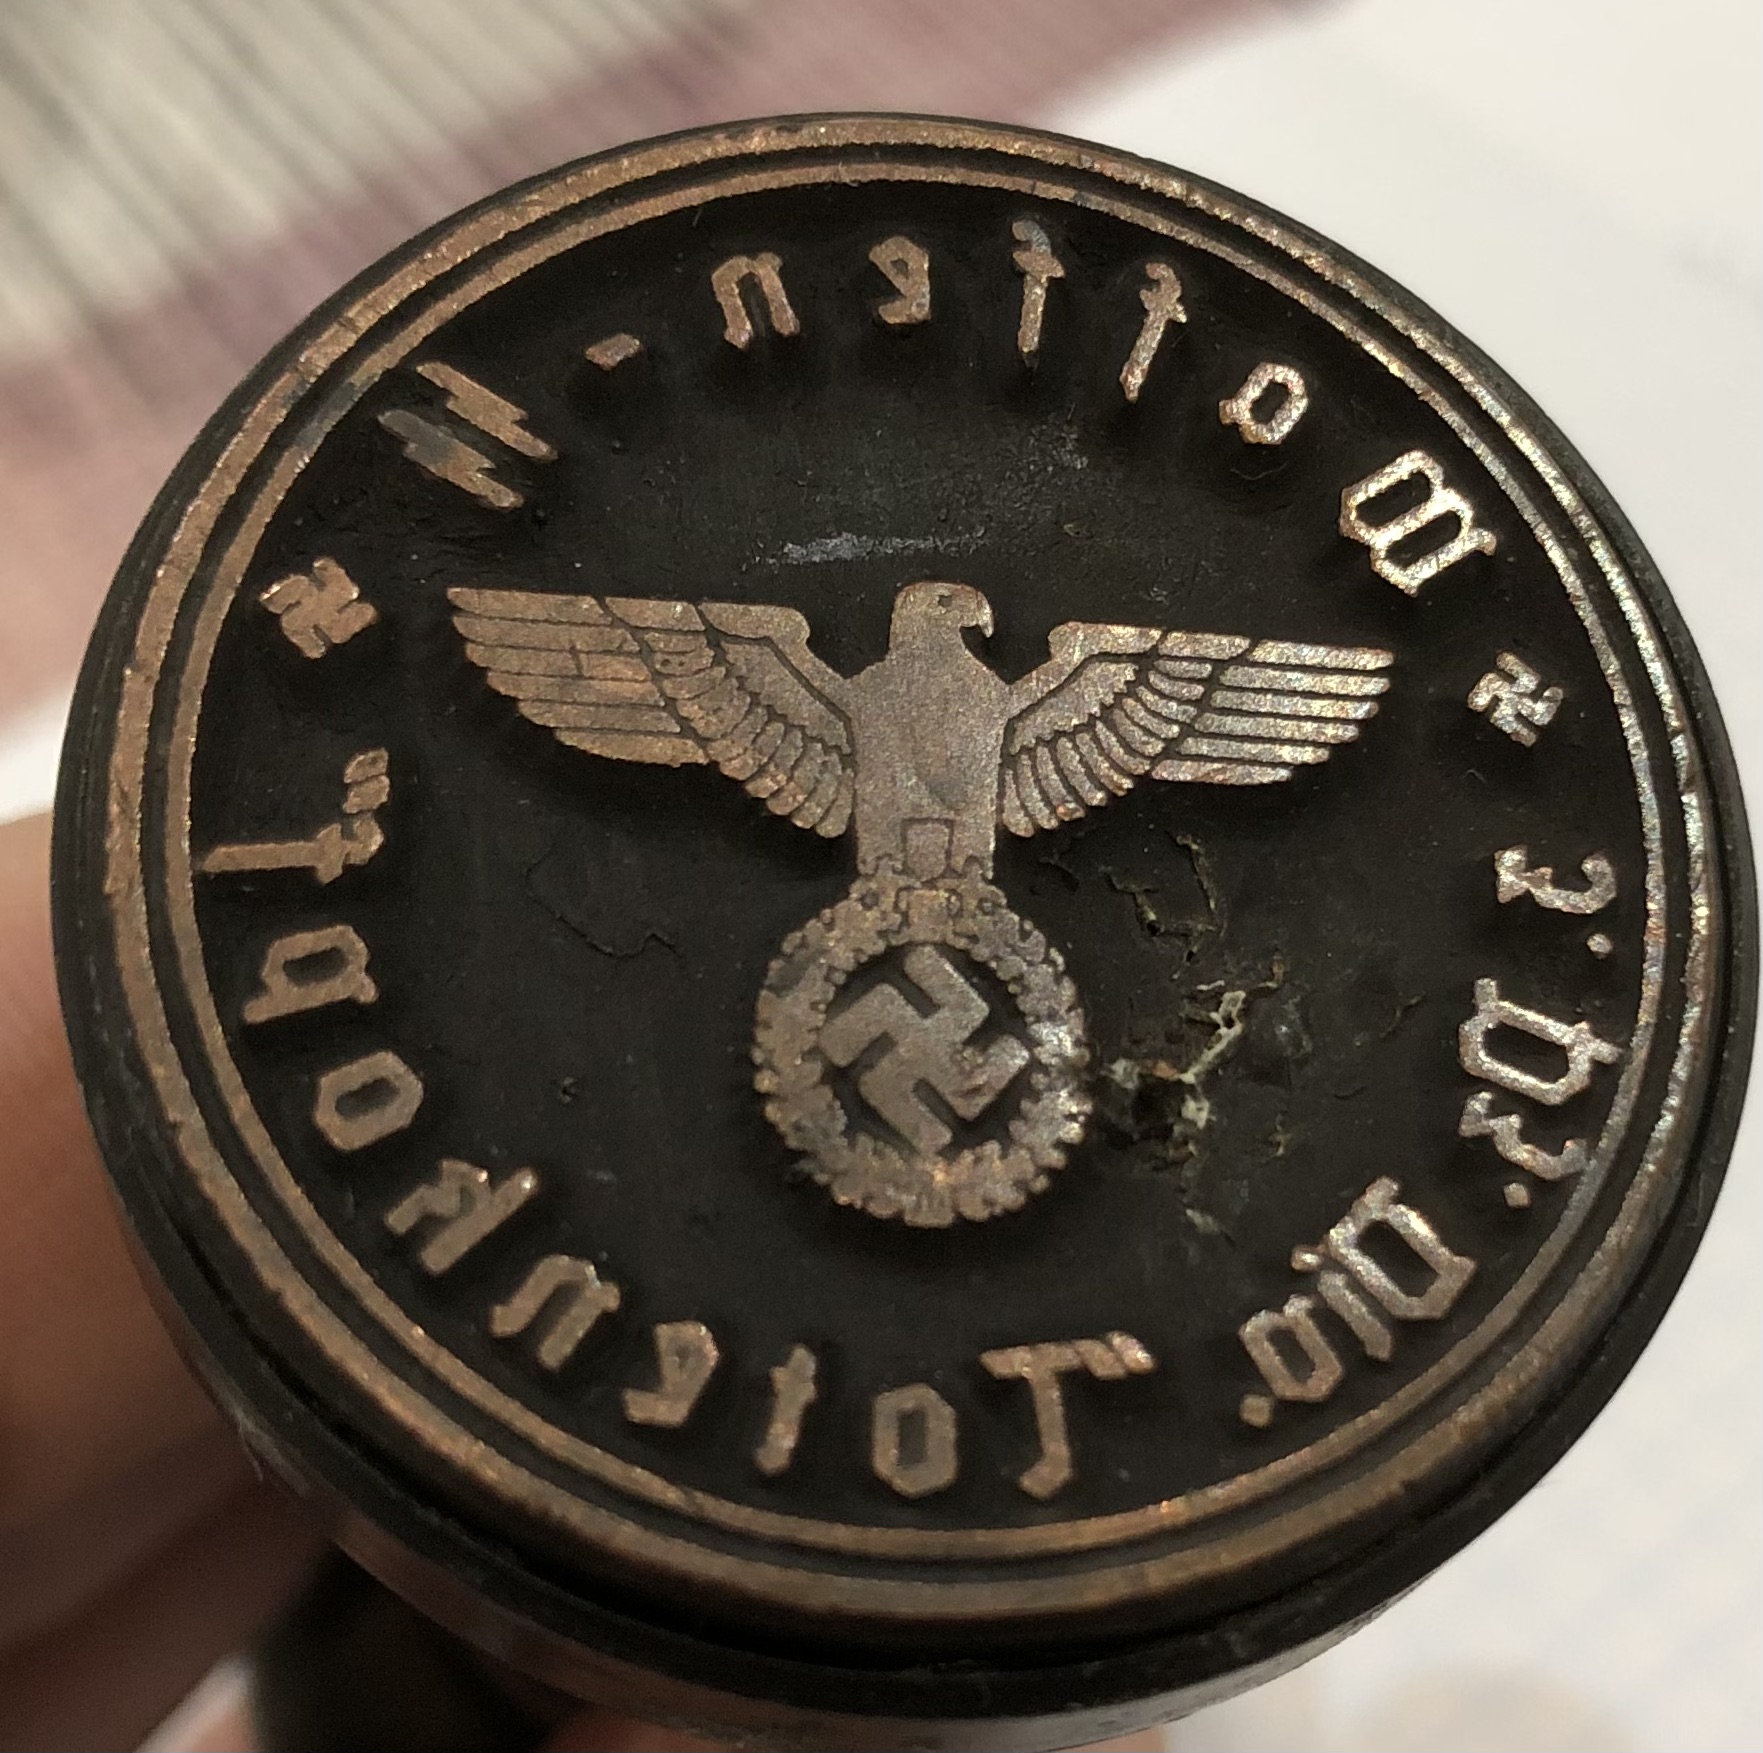 Waffen-ᛋᛋ
3. Pz. Div. Totenkopf